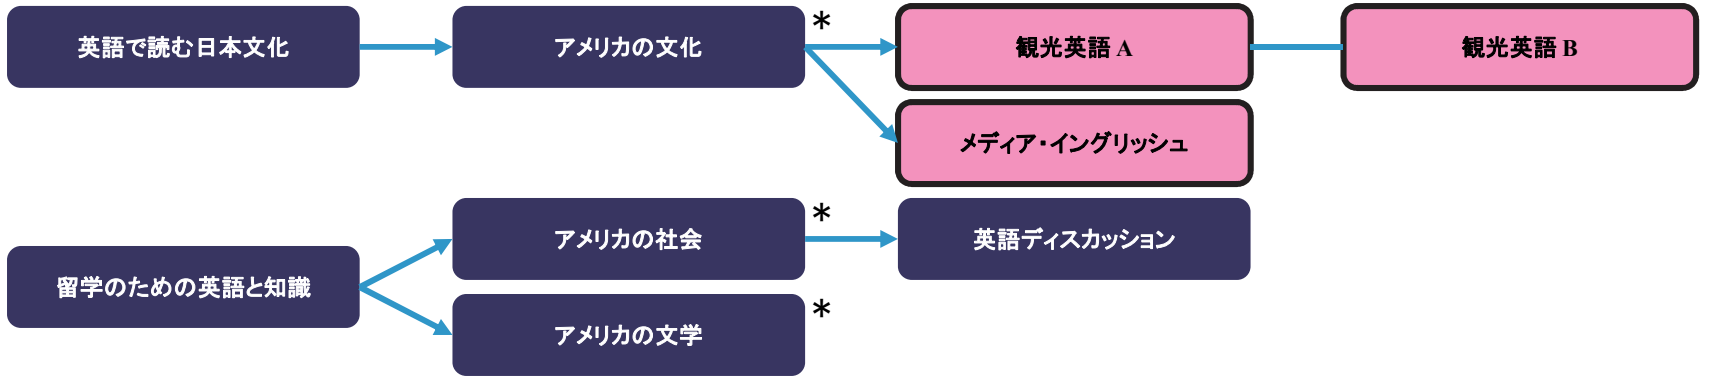 英語で読む日本文化
アメリカの文化
*
観光英語 A
観光英語 B
メディア・イングリッシュ
留学のための英語と知識
アメリカの社会
*
英語ディスカッション
アメリカの文学
*